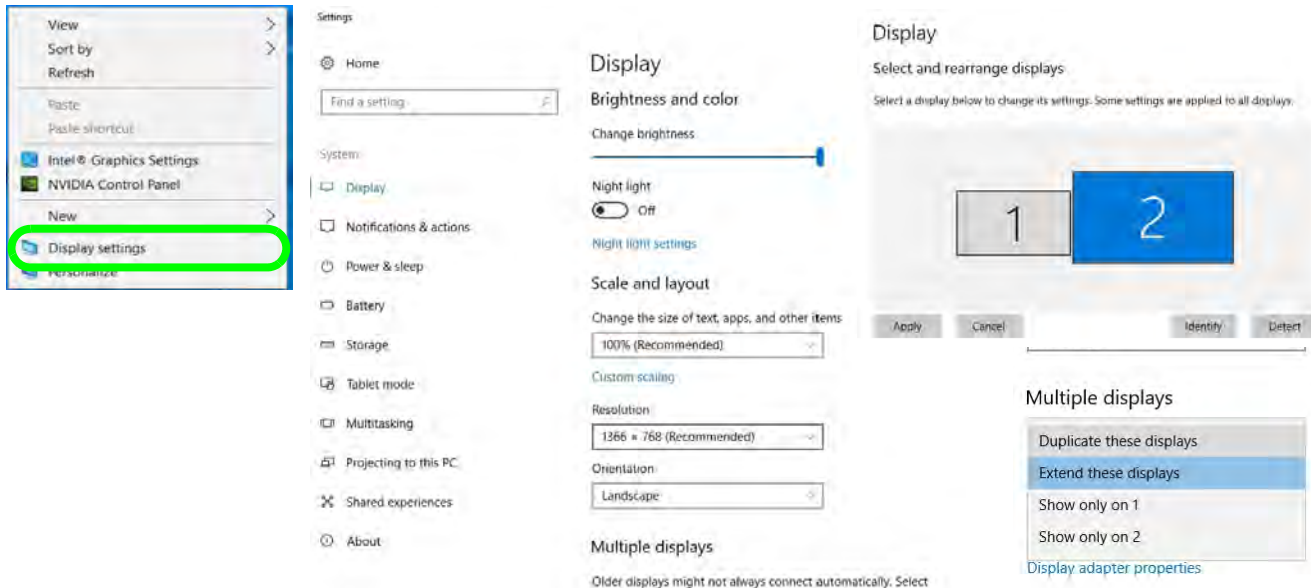 View
Sort by
Refresh
Paste
Paste shortcut
Intel® Graphics Settings
NVIDIA Control Panel
New
Display settings
Personalize
Settings
Home
Find a setting
System
Display
Notifications & actions
Power & sleep
Battery
Storage
Tablet mode
Multitasking
Projecting to this PC
Shared experiences
About
Display
Brightness and color
Change brightness
Night light
Off
Night light settings
Scale and layout
Change the size of text, apps, and other items
100% (Recommended)
Custom scaling
Resolution
1366 × 768 (Recommended)
Orientation
Landscape
Multiple displays
Older displays might not always connect automatically. Select
Display
Select and rearrange displays
Select a display below to change its settings. Some settings are applied to all displays.
1
2
Apply Cancel Identify Detect
Multiple displays
Duplicate these displays
Extend these displays
Show only on 1
Show only on 2
Display adapter properties